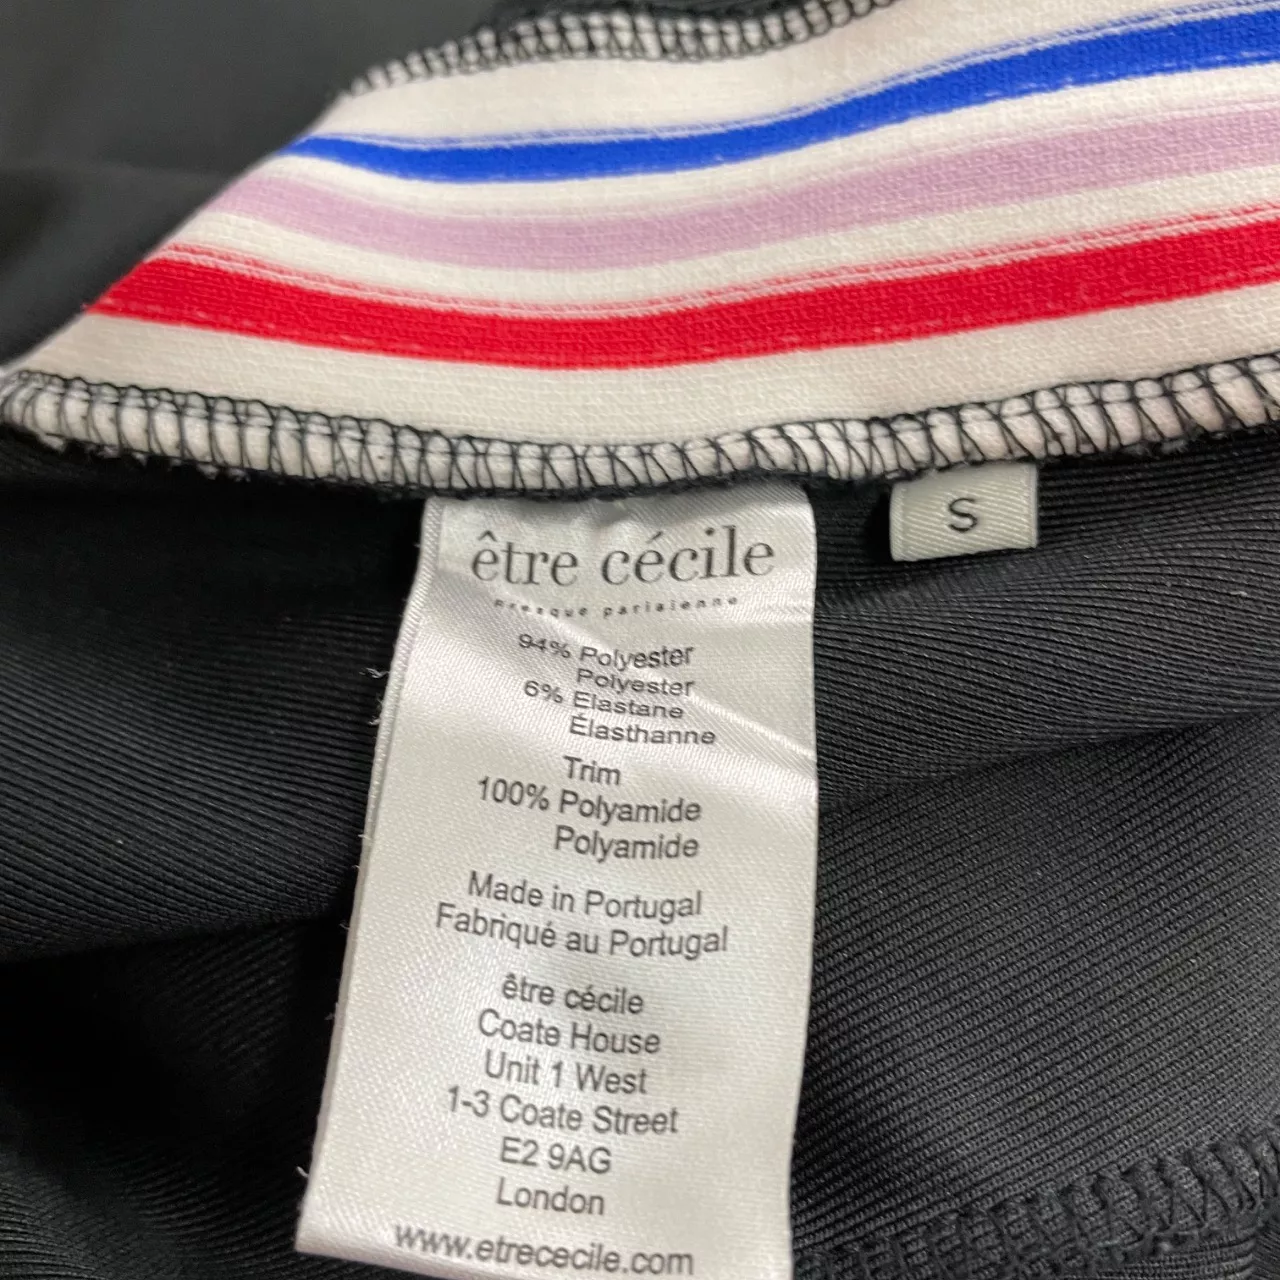 être cécile
presque parisienne
S
94% Polyester
Polyester
6% Elastane
Élasthanne
Trim
100% Polyamide
Polyamide
Made in Portugal
Fabriqué au Portugal
être cécile
Coate House
Unit 1 West
1-3 Coate Street
E2 9AG
London
www.etrececile.com